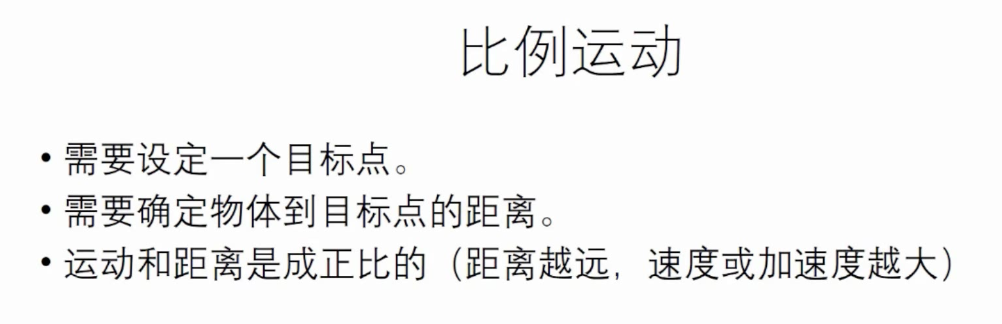 比例运动
• 需要设定一个目标点。
• 需要确定物体到目标点的距离。
• 运动和距离是成正比的（距离越远，速度或加速度越大）